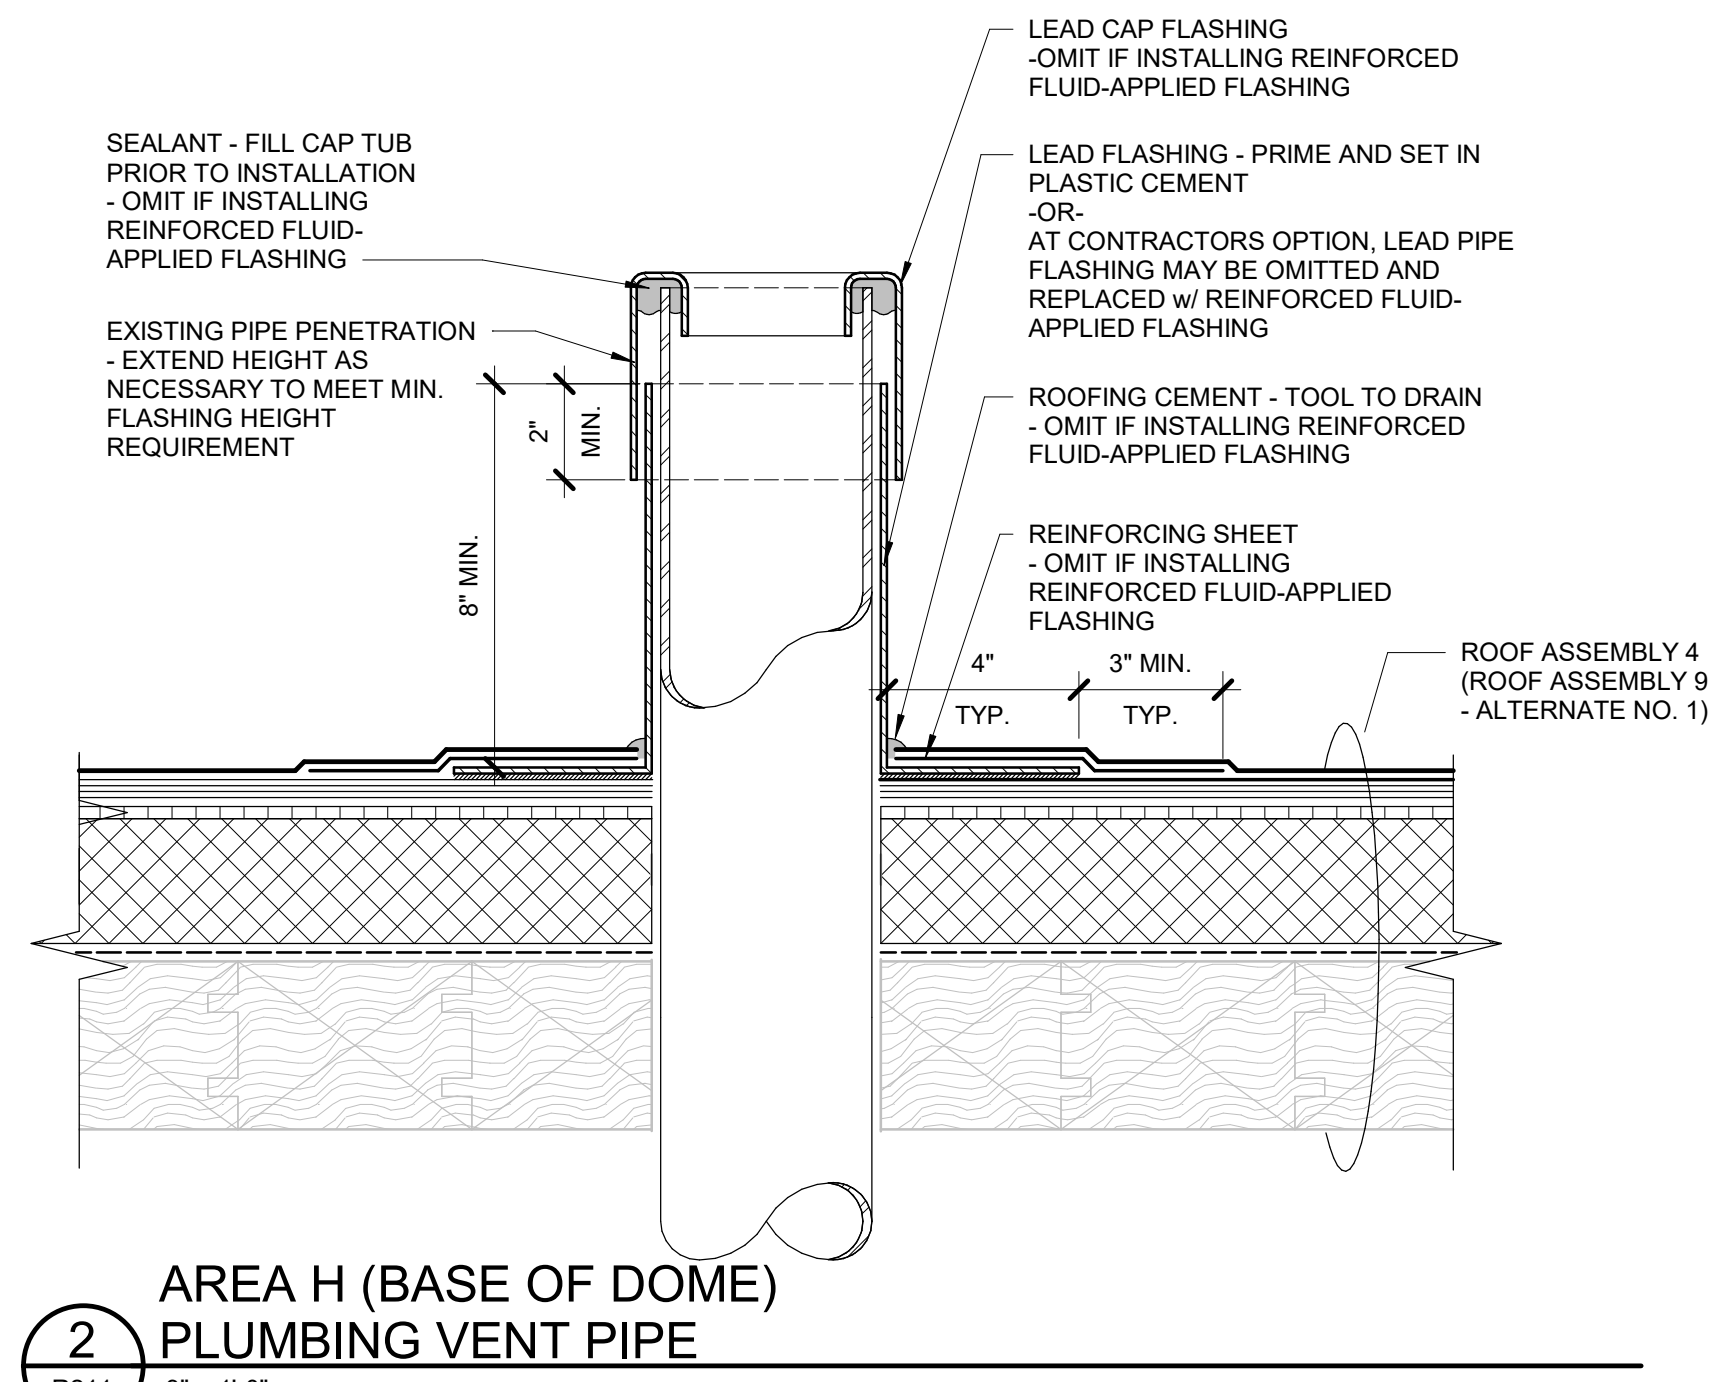 LEAD CAP FLASHING
-OMIT IF INSTALLING REINFORCED
FLUID-APPLIED FLASHING
SEALANT - FILL CAP TUB
PRIOR TO INSTALLATION
- OMIT IF INSTALLING
REINFORCED FLUID-
APPLIED FLASHING
LEAD FLASHING - PRIME AND SET IN
PLASTIC CEMENT
-OR-
AT CONTRACTORS OPTION, LEAD PIPE
FLASHING MAY BE OMITTED AND
REPLACED w/ REINFORCED FLUID-
APPLIED FLASHING
EXISTING PIPE PENETRATION
- EXTEND HEIGHT AS
NECESSARY TO MEET MIN.
FLASHING HEIGHT
REQUIREMENT
2"
MIN.
8" MIN.
ROOFING CEMENT - TOOL TO DRAIN
- OMIT IF INSTALLING REINFORCED
FLUID-APPLIED FLASHING
REINFORCING SHEET
- OMIT IF INSTALLING
REINFORCED FLUID-APPLIED
FLASHING
4"
TYP.
3" MIN.
TYP.
ROOF ASSEMBLY 4
(ROOF ASSEMBLY 9
- ALTERNATE NO. 1)
AREA H (BASE OF DOME)
PLUMBING VENT PIPE
2